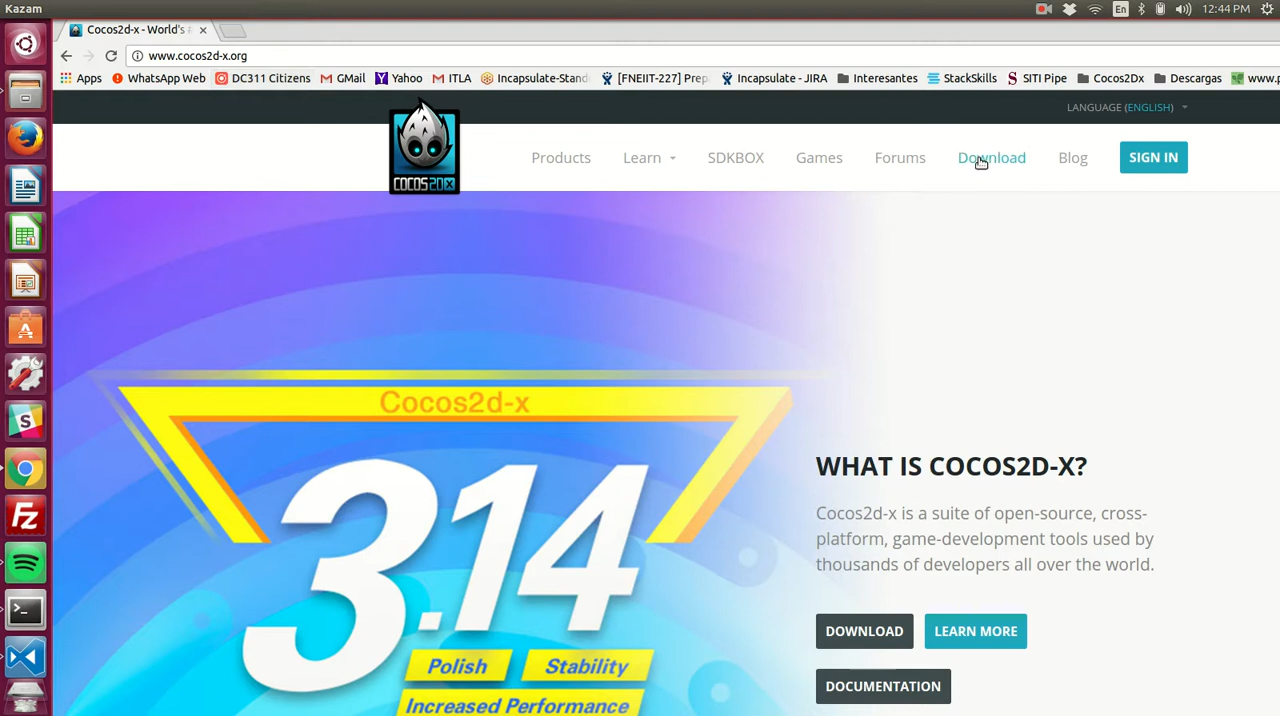 Kazam
En
12:44 PM
Cocos2d-x - World's
www.cocos2d-x.org
Apps
WhatsApp Web
DC311 Citizens
GMail
Yahoo
ITLA
Incapsulate-Stand
[FNEIIT-227] Prep
Incapsulate - JIRA
Interesantes
StackSkills
SITI Pipe
Cocos2Dx
Descargas
www.p
LANGUAGE (ENGLISH)
COCOS2DX
Products
Learn
SDKBOX
Games
Forums
Download
Blog
SIGN IN
Cocos2d-x
3.14
Polish
Stability
Increased Performance
WHAT IS COCOS2D-X?
Cocos2d-x is a suite of open-source, cross-
platform, game-development tools used by
thousands of developers all over the world.
DOWNLOAD
LEARN MORE
DOCUMENTATION